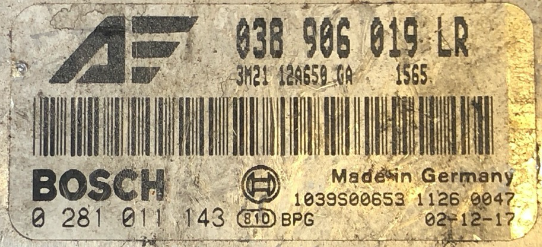 AF
038 906 019 LR
3M21 12A650 GA 1565
BOSCH
Made in Germany
1039S00653 1126 0047
0 281 011 143 810 BPG 02-12-17